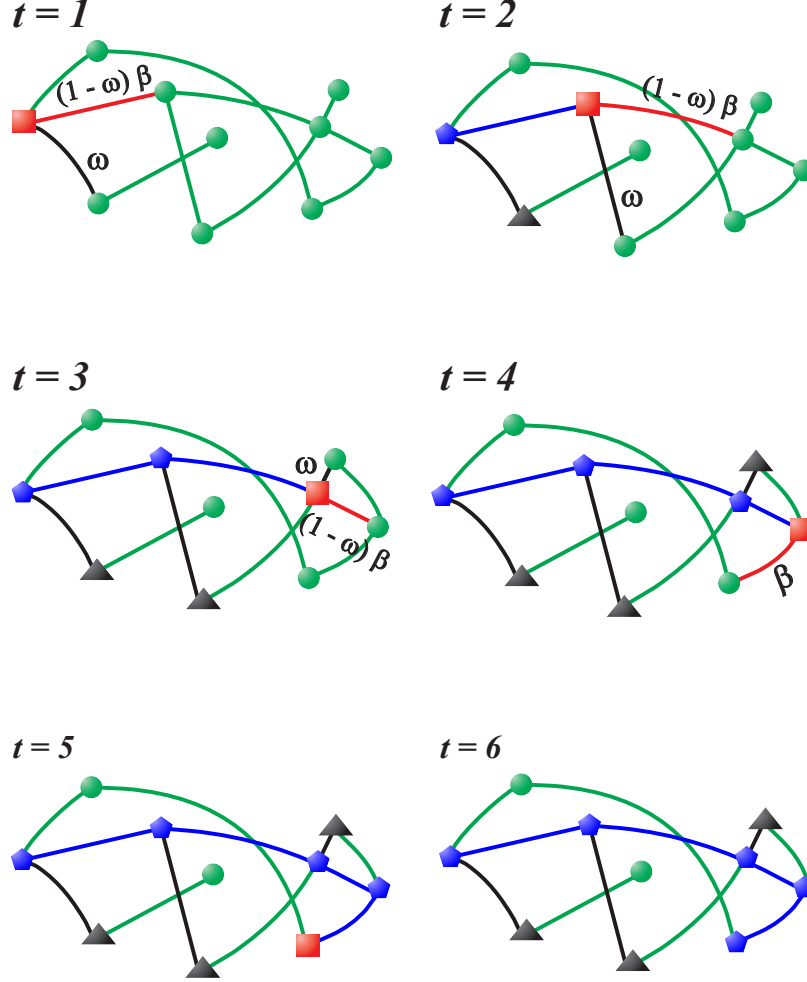 t = 1
(1 - ω) β
ω
t = 2
(1 - ω) β
ω
t = 3
ω
(1 - ω) β
t = 4
β
t = 5
t = 6